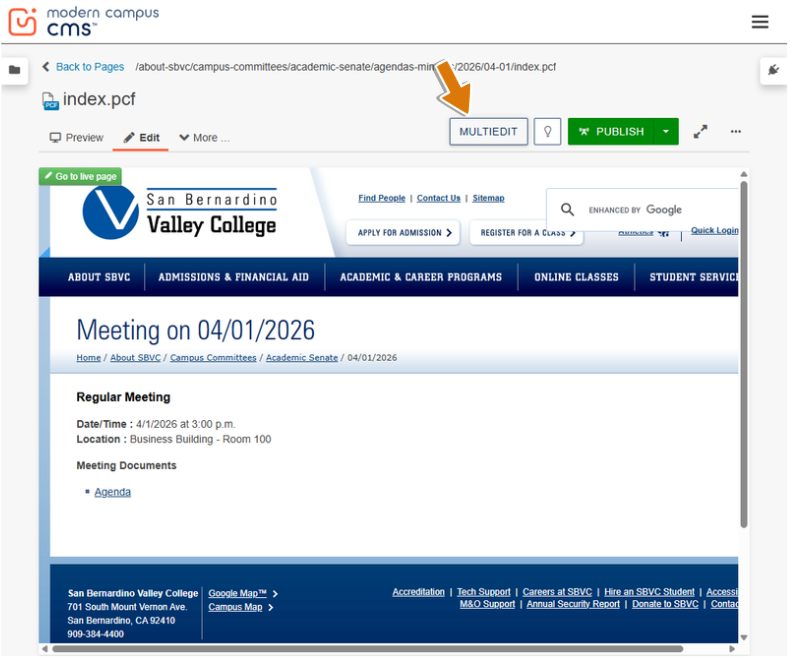 modern campus
cms™
Back to Pages /about-sbvc/campus-committees/academic-senate/agendas-min /2026/04-01/index.pcf
PCF index.pcf
Preview Edit More ... MULTIEDIT PUBLISH ...
Go to live page
San Bernardino
Valley College
Find People | Contact Us | Sitemap
ENHANCED BY Google
APPLY FOR ADMISSION REGISTER FOR A CLASS Quick Login
ABOUT SBVC ADMISSIONS & FINANCIAL AID ACADEMIC & CAREER PROGRAMS ONLINE CLASSES STUDENT SERVIC
Meeting on 04/01/2026
Home / About SBVC / Campus Committees / Academic Senate / 04/01/2026
Regular Meeting
Date/Time : 4/1/2026 at 3:00 p.m.
Location : Business Building - Room 100
Meeting Documents
Agenda
San Bernardino Valley College
701 South Mount Vernon Ave.
San Bernardino, CA 92410
909-384-4400
Google Map™
Campus Map
Accreditation | Tech Support | Careers at SBVC | Hire an SBVC Student | Accessi
M&O Support | Annual Security Report | Donate to SBVC | Contac